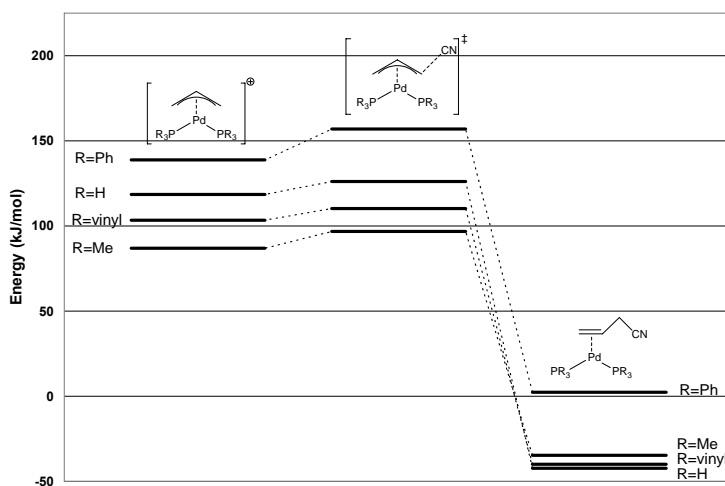 200
150
100
50
0
-50
Energy (kJ/mol)
⊕
Pd
R₃P PR₃
‡
CN
Pd
R₃P PR₃
R=Ph
R=H
R=vinyl
R=Me
CN
Pd
PR₃ PR₃
R=Ph
R=Me
R=vinyl
R=H